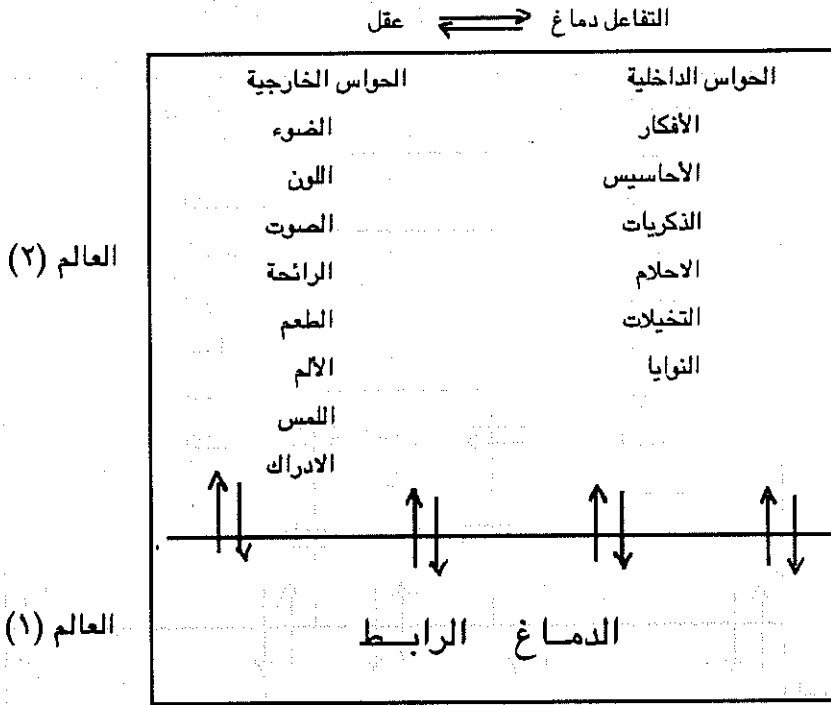 التفاعل دماغ عقل
الحواس الداخلية الحواس الخارجية
الأفكار الضوء
الأحاسيس اللون
الذكريات الصوت
العالم (٢)
الاحلام الرائحة
التخيلات الطعم
النوايا الألم
اللمس
الادراك
العالم (١)
الدماغ الرابط